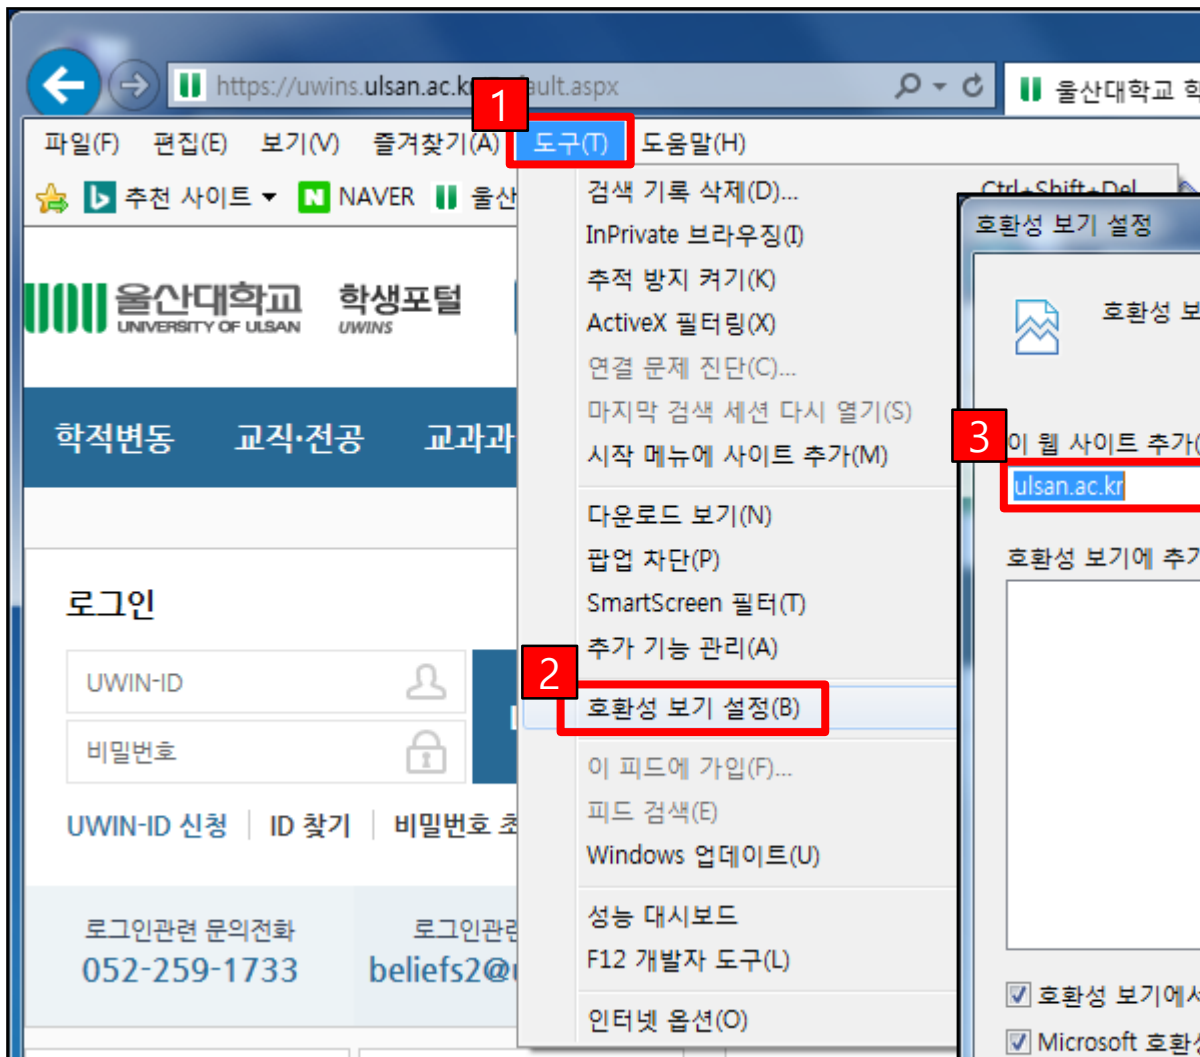 1
https://uwins.ulsan.ac.kr
ault.aspx
울산대학교 학
파일(F) 편집(E) 보기(V) 즐겨찾기(A) 도구(T) 도움말(H)
추천 사이트 NAVER 울산
검색 기록 삭제(D)... Ctrl+Shift+Del
InPrivate 브라우징(I)
추적 방지 켜기(K)
ActiveX 필터링(X)
연결 문제 진단(C)...
마지막 검색 세션 다시 열기(S)
시작 메뉴에 사이트 추가(M)
다운로드 보기(N)
팝업 차단(P)
SmartScreen 필터(T)
추가 기능 관리(A)
2
호환성 보기 설정(B)
이 피드에 가입(F)...
피드 검색(E)
Windows 업데이트(U)
성능 대시보드
F12 개발자 도구(L)
인터넷 옵션(O)
울산대학교
UNIVERSITY OF ULSAN
학생포털
UWINS
학적변동 교직·전공 교과과
로그인
UWIN-ID
비밀번호
UWIN-ID 신청 ID 찾기 비밀번호 초
로그인관련 문의전화
052-259-1733
로그인관련
beliefs2@u
호환성 보기 설정
호환성 보
3
이 웹 사이트 추가(
ulsan.ac.kr
호환성 보기에 추가
호환성 보기에서
Microsoft 호환성